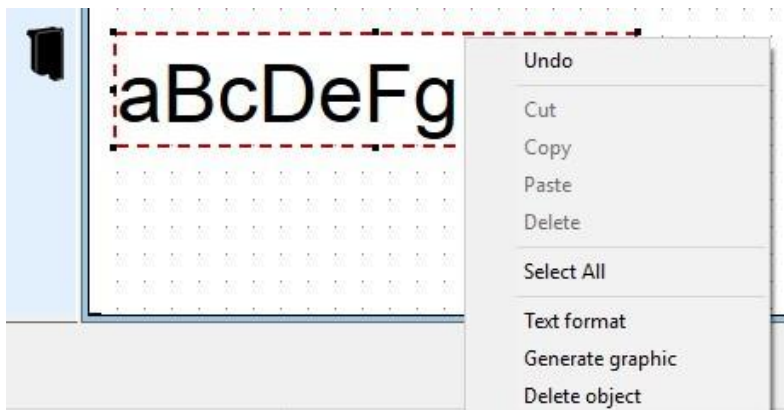 aBcDeFg
Undo
Cut
Copy
Paste
Delete
Select All
Text format
Generate graphic
Delete object